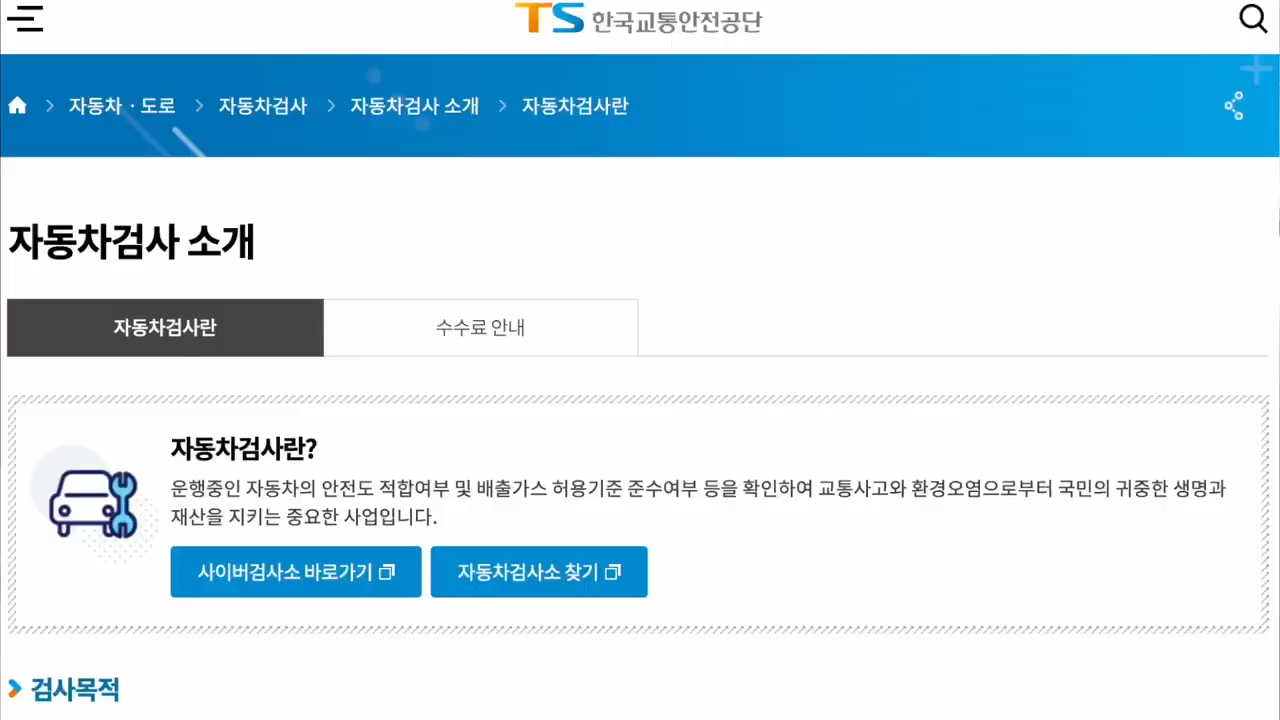 TS 한국교통안전공단
자동차 · 도로 > 자동차검사 > 자동차검사 소개 > 자동차검사란
자동차검사 소개
자동차검사란 수수료 안내
자동차검사란?
운행중인 자동차의 안전도 적합여부 및 배출가스 허용기준 준수여부 등을 확인하여 교통사고와 환경오염으로부터 국민의 귀중한 생명과
재산을 지키는 중요한 사업입니다.
사이버검사소 바로가기 자동차검사소 찾기
검사목적